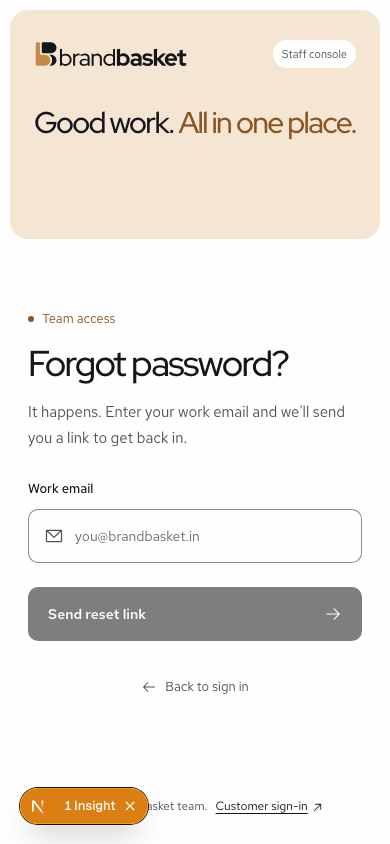 brandbasket
Staff console
Good work. All in one place.
Team access
Forgot password?
It happens. Enter your work email and we'll send
you a link to get back in.
Work email
you@brandbasket.in
Send reset link
Back to sign in
1 Insight
team. Customer sign-in